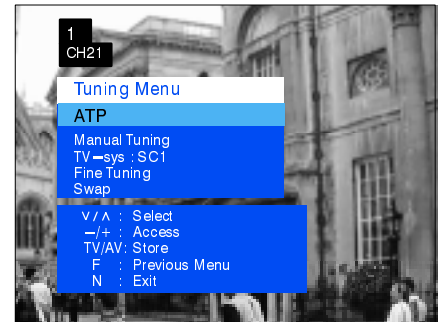 1
CH21
Tuning Menu
ATP
Manual Tuning
TV–sys : SC1
Fine Tuning
Swap
∨/∧ : Select
–/+ : Access
TV/AV: Store
F : Previous Menu
N : Exit